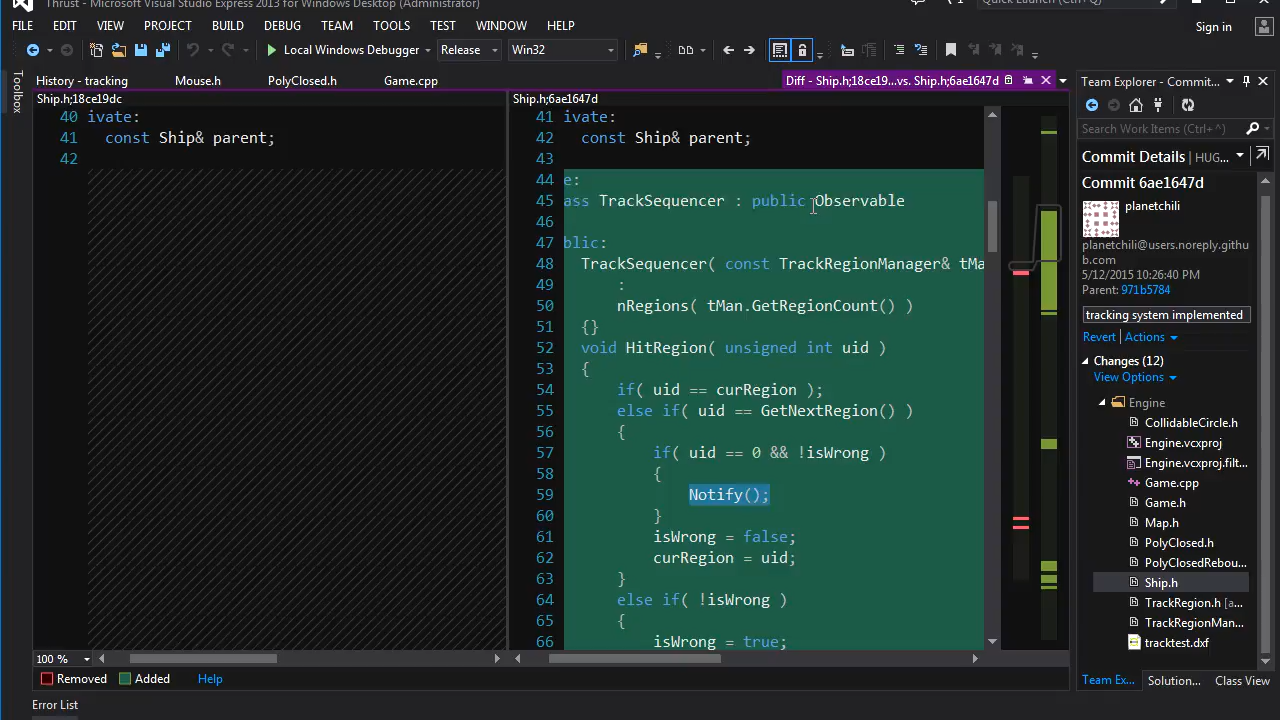 Thrust - Microsoft Visual Studio Express 2013 for Windows Desktop (Administrator)
FILE EDIT VIEW PROJECT BUILD DEBUG TEAM TOOLS TEST WINDOW HELP
Sign in
Local Windows Debugger Release Win32
Toolbox
History - tracking Mouse.h PolyClosed.h Game.cpp Diff - Ship.h;18ce19...vs. Ship.h;6ae1647d
Ship.h;18ce19dc
40 ivate:
41 const Ship& parent;
42
Ship.h;6ae1647d
41 ivate:
42 const Ship& parent;
43
44 e:
45 ass TrackSequencer : public Observable
46
47 blic:
48 TrackSequencer( const TrackRegionManager& tMa
49 :
50 nRegions( tMan.GetRegionCount() )
51 {}
52 void HitRegion( unsigned int uid )
53 {
54 if( uid == curRegion );
55 else if( uid == GetNextRegion() )
56 {
57 if( uid == 0 && !isWrong )
58 {
59 Notify();
60 }
61 isWrong = false;
62 curRegion = uid;
63 }
64 else if( !isWrong )
65 {
66 isWrong = true;
100 %
Removed Added Help
Error List
Team Explorer - Commit...
Search Work Items (Ctrl+')
Commit Details | HUG...
Commit 6ae1647d
planetchili
planetchili@users.noreply.githu
b.com
5/12/2015 10:26:40 PM
Parent: 971b5784
tracking system implemented
Revert Actions
Changes (12)
View Options
Engine
CollidableCircle.h
Engine.vcxproj
Engine.vcxproj.filt...
Game.cpp
Game.h
Map.h
PolyClosed.h
PolyClosedRebou...
Ship.h
TrackRegion.h [a...
TrackRegionMan...
tracktest.dxf
Team Ex... Solution... Class View